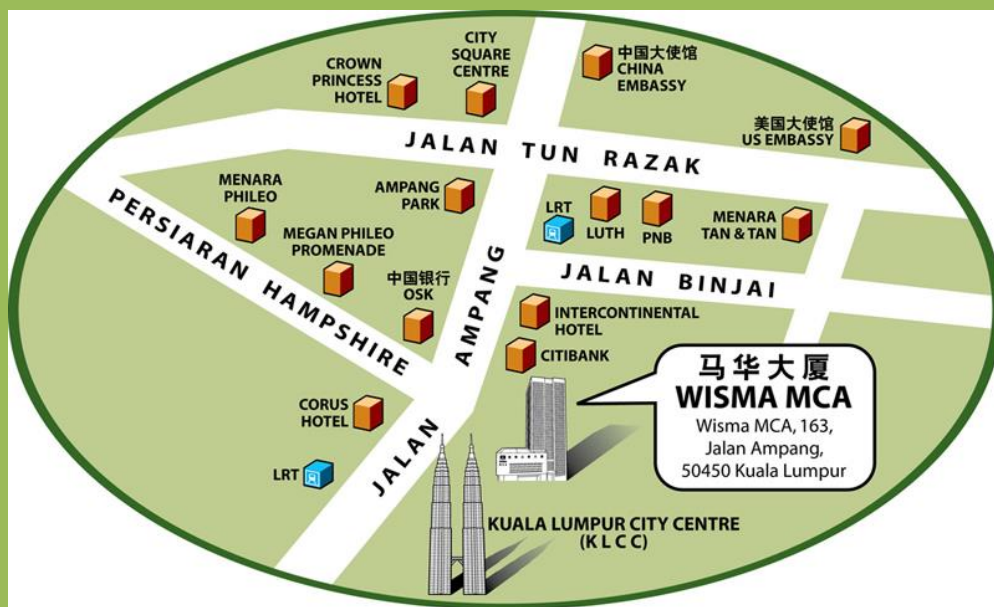 CITY
SQUARE
CENTRE
中国大使馆
CHINA
EMBASSY
CROWN
PRINCESS
HOTEL
美国大使馆
US EMBASSY
JALAN TUN RAZAK
MENARA
PHILEO
AMPANG
PARK
LRT
LUTH
PNB
MENARA
TAN & TAN
PERSIARAN HAMPSHIRE
MEGAN PHILEO
PROMENADE
中国银行
OSK
JALAN AMPANG
JALAN BINJAI
INTERCONTINENTAL
HOTEL
CITIBANK
马华大厦
WISMA MCA
Wisma MCA, 163,
Jalan Ampang,
50450 Kuala Lumpur
CORUS
HOTEL
LRT
KUALA LUMPUR CITY CENTRE
(K L C C)